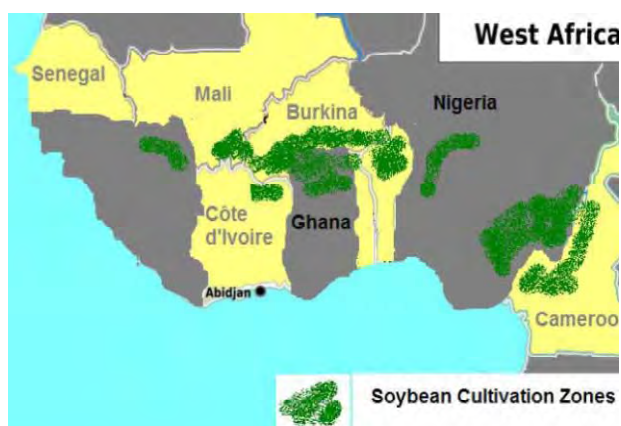 West Africa
Senegal
Mali
Burkina
Nigeria
Côte
d'Ivoire
Ghana
Abidjan
Cameroo
Soybean Cultivation Zones